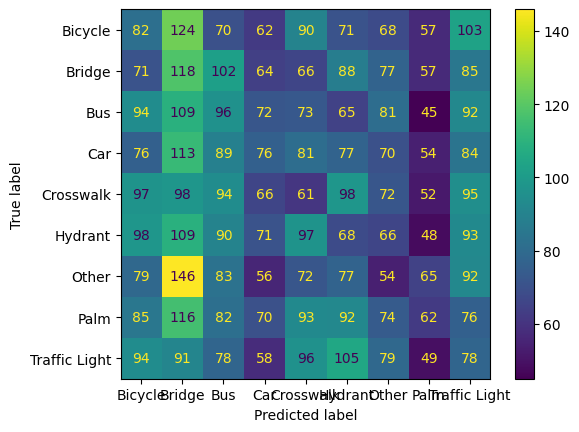 True label
Bicycle 82 124 70 62 90 71 68 57 103
Bridge 71 118 102 64 66 88 77 57 85
Bus 94 109 96 72 73 65 81 45 92
Car 76 113 89 76 81 77 70 54 84
Crosswalk 97 98 94 66 61 98 72 52 95
Hydrant 98 109 90 71 97 68 66 48 93
Other 79 146 83 56 72 77 54 65 92
Palm 85 116 82 70 93 92 74 62 76
Traffic Light 94 91 78 58 96 105 79 49 78
Bicycle Bridge Bus Car Crosswalk Hydrant Other Palm Traffic Light
Predicted label
140
120
100
80
60